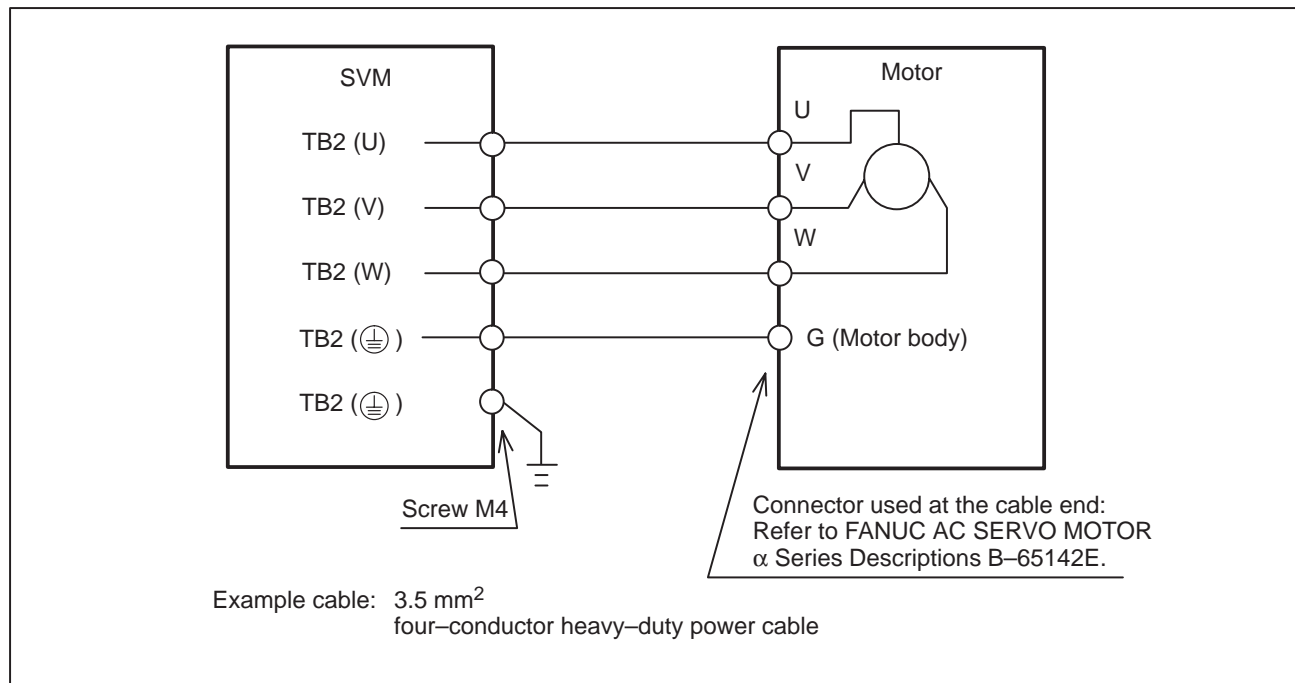 SVM
Motor
U
TB2 (U)
V
TB2 (V)
W
TB2 (W)
TB2 (⏚)
G (Motor body)
TB2 (⏚)
Screw M4
Connector used at the cable end:
Refer to FANUC AC SERVO MOTOR
α Series Descriptions B–65142E.
Example cable: 3.5 mm²
four–conductor heavy–duty power cable